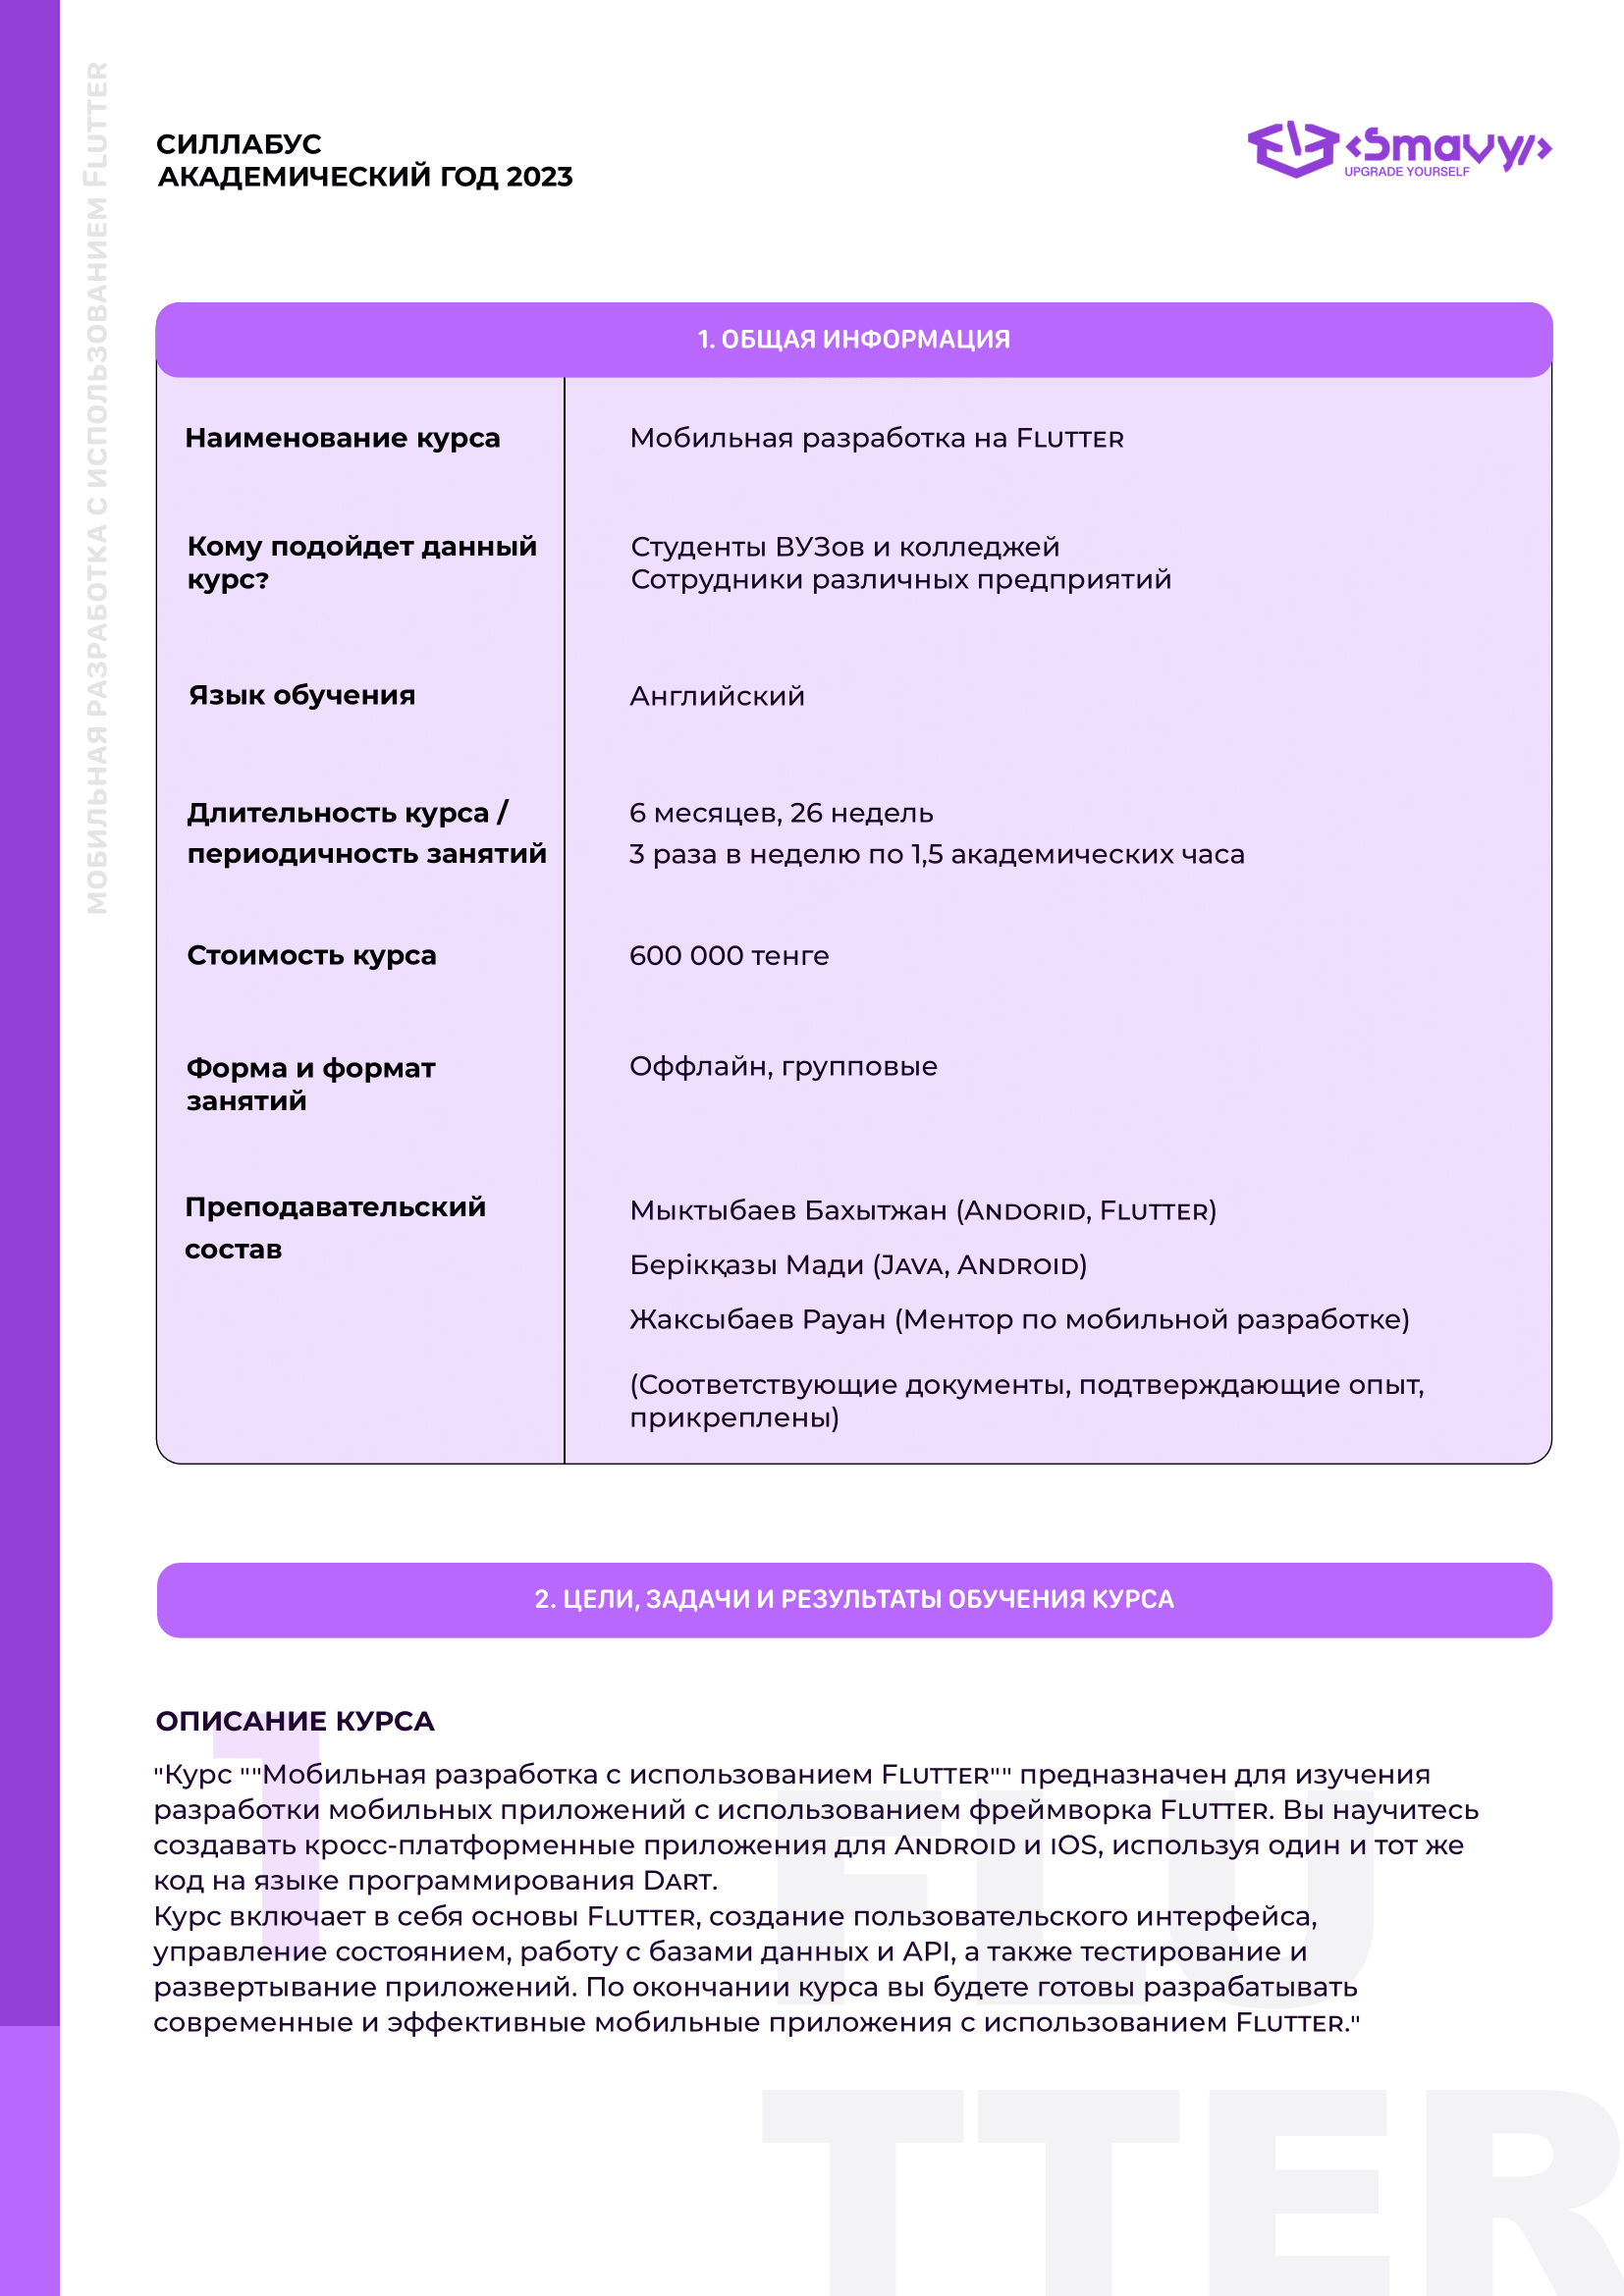 МОБИЛЬНАЯ РАЗРАБОТКА С ИСПОЛЬЗОВАНИЕМ FLUTTER
СИЛЛАБУС
АКАДЕМИЧЕСКИЙ ГОД 2023
<Smavy/>
UPGRADE YOURSELF
1. ОБЩАЯ ИНФОРМАЦИЯ
Наименование курса
Мобильная разработка на FLUTTER
Кому подойдет данный
курс?
Студенты ВУЗов и колледжей
Сотрудники различных предприятий
Язык обучения
Английский
Длительность курса /
периодичность занятий
6 месяцев, 26 недель
3 раза в неделю по 1,5 академических часа
Стоимость курса
600 000 тенге
Форма и формат
занятий
Оффлайн, групповые
Преподавательский
состав
Мыктыбаев Бахытжан (ANDORID, FLUTTER)
Берікқазы Мади (JAVA, ANDROID)
Жаксыбаев Рауан (Ментор по мобильной разработке)
(Соответствующие документы, подтверждающие опыт,
прикреплены)
2. ЦЕЛИ, ЗАДАЧИ И РЕЗУЛЬТАТЫ ОБУЧЕНИЯ КУРСА
ОПИСАНИЕ КУРСА
"Курс ""Мобильная разработка с использованием FLUTTER"" предназначен для изучения
разработки мобильных приложений с использованием фреймворка FLUTTER. Вы научитесь
создавать кросс-платформенные приложения для ANDROID и IOS, используя один и тот же
код на языке программирования DART.
Курс включает в себя основы FLUTTER, создание пользовательского интерфейса,
управление состоянием, работу с базами данных и API, а также тестирование и
развертывание приложений. По окончании курса вы будете готовы разрабатывать
современные и эффективные мобильные приложения с использованием FLUTTER."
1
FLU
TTER